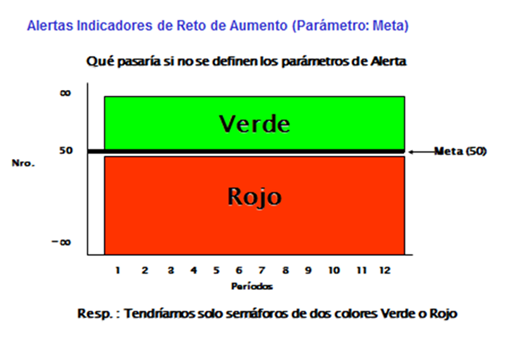 Alertas Indicadores de Reto de Aumento (Parámetro: Meta)
Qué pasaría si no se definen los parámetros de Alerta
∞
Verde
50
Meta (50)
Nro.
Rojo
-∞
1 2 3 4 5 6 7 8 9 10 11 12
Períodos
Resp. : Tendríamos solo semáforos de dos colores Verde o Rojo